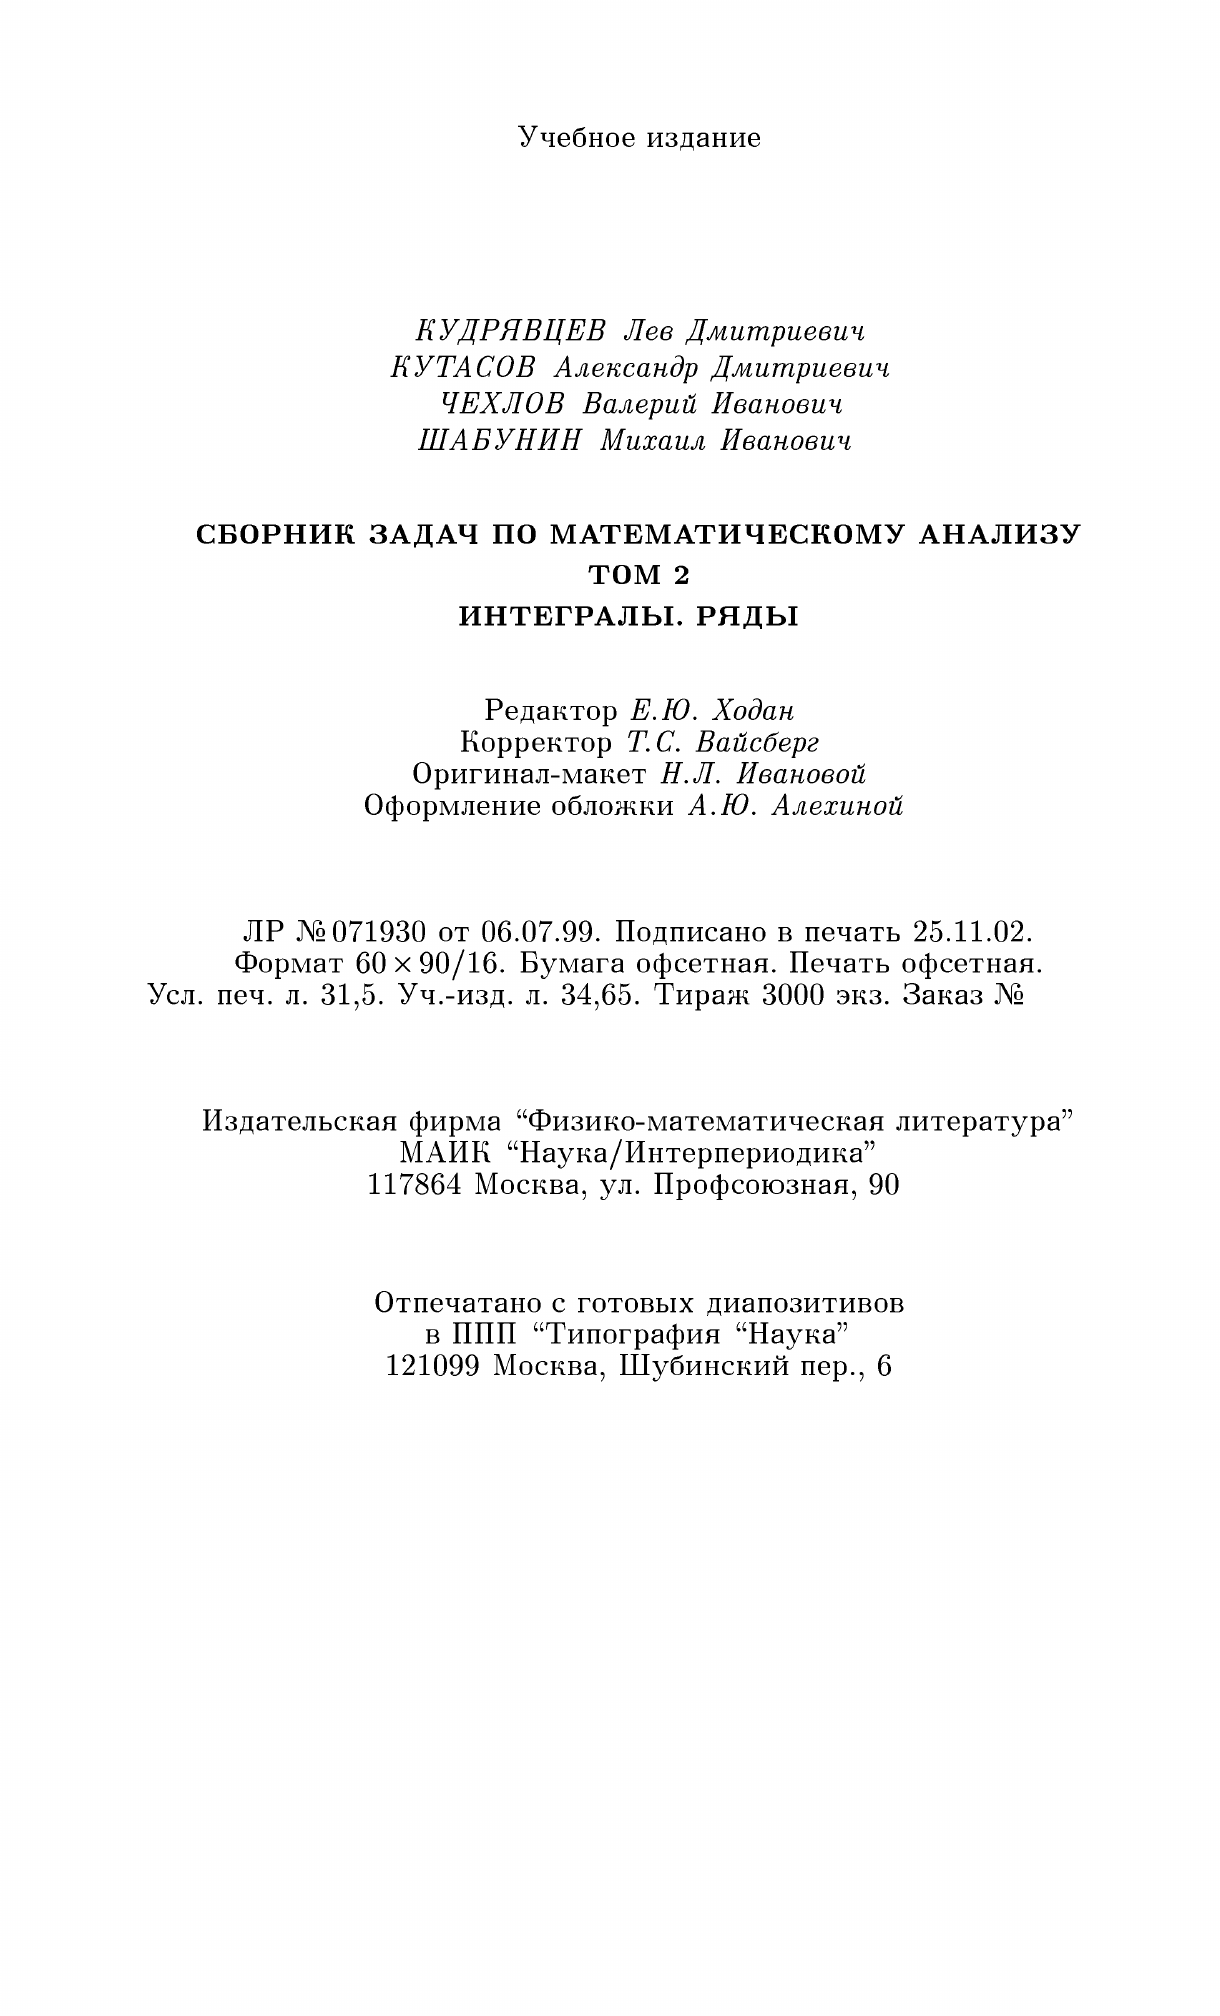 Учебное издание
КУДРЯВЦЕВ Лев Дмитриевич
КУТАСОВ Александр Дмитриевич
ЧЕХЛОВ Валерий Иванович
ШАБУНИН Михаил Иванович
СБОРНИК ЗАДАЧ ПО МАТЕМАТИЧЕСКОМУ АНАЛИЗУ
ТОМ 2
ИНТЕГРАЛЫ. РЯДЫ
Редактор Е.Ю. Ходан
Корректор Т.С. Вайсберг
Оригинал-макет Н.Л. Ивановой
Оформление обложки А.Ю. Алехиной
ЛР №071930 от 06.07.99. Подписано в печать 25.11.02.
Формат 60×90/16. Бумага офсетная. Печать офсетная.
Усл. печ. л. 31,5. Уч.-изд. л. 34,65. Тираж 3000 экз. Заказ №
Издательская фирма “Физико-математическая литература”
МАИК “Наука/Интерпериодика”
117864 Москва, ул. Профсоюзная, 90
Отпечатано с готовых диапозитивов
в ППП “Типография “Наука”
121099 Москва, Шубинский пер., 6